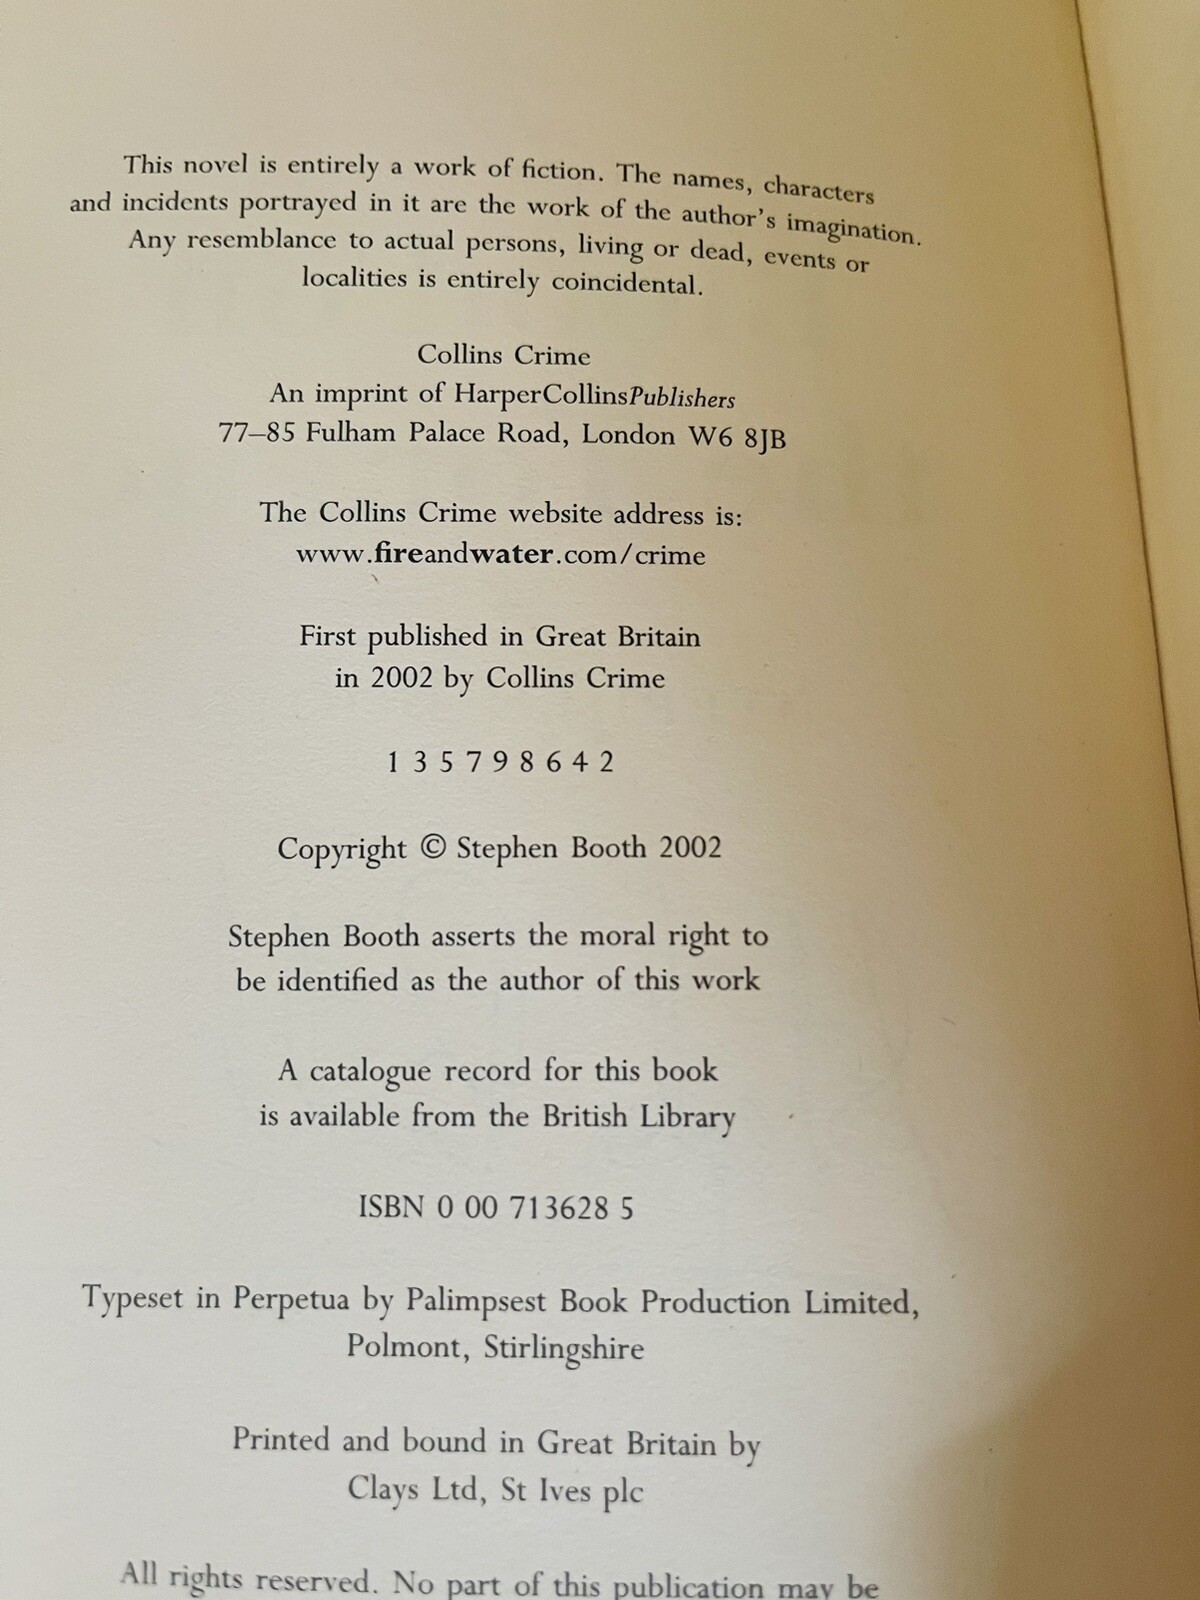 This novel is entirely a work of fiction. The names, characters
and incidents portrayed in it are the work of the author's imagination.
Any resemblance to actual persons, living or dead, events or
localities is entirely coincidental.
Collins Crime
An imprint of HarperCollinsPublishers
77–85 Fulham Palace Road, London W6 8JB
The Collins Crime website address is:
www.fireandwater.com/crime
First published in Great Britain
in 2002 by Collins Crime
1 3 5 7 9 8 6 4 2
Copyright © Stephen Booth 2002
Stephen Booth asserts the moral right to
be identified as the author of this work
A catalogue record for this book
is available from the British Library
ISBN 0 00 713628 5
Typeset in Perpetua by Palimpsest Book Production Limited,
Polmont, Stirlingshire
Printed and bound in Great Britain by
Clays Ltd, St Ives plc
All rights reserved. No part of this publication may be